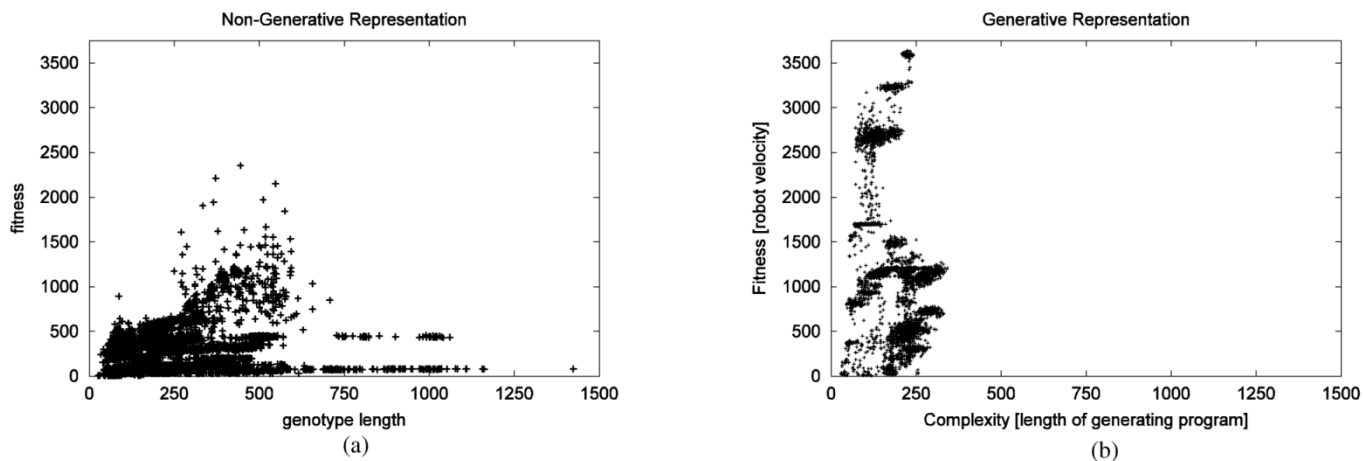 Non-Generative Representation
3500
3000
2500
2000
1500
1000
500
0
fitness
0 250 500 750 1000 1250 1500
genotype length
(a)
Generative Representation
3500
3000
2500
2000
1500
1000
500
0
Fitness [robot velocity]
0 250 500 750 1000 1250 1500
Complexity [length of generating program]
(b)